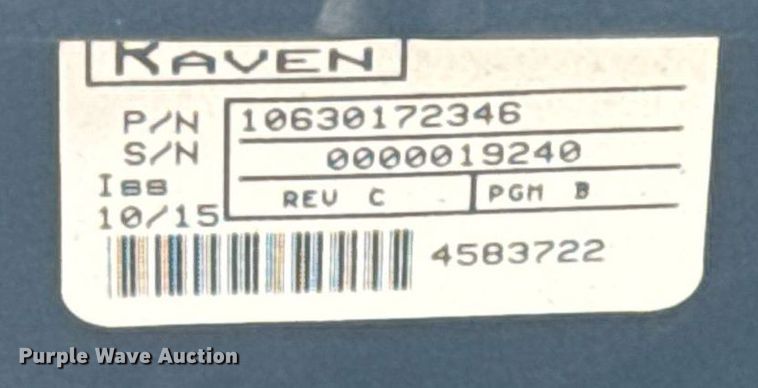 RAVEN
P/N 10630172346
S/N 0000019240
Iss
10/15
REV C PGM B
4583722
Purple Wave Auction